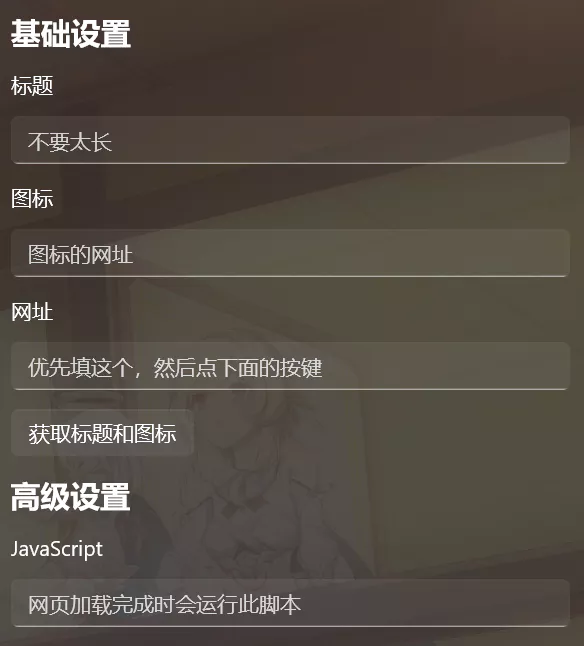 基础设置
标题
不要太长
图标
图标的网址
网址
优先填这个，然后点下面的按键
获取标题和图标
高级设置
JavaScript
网页加载完成时会运行此脚本